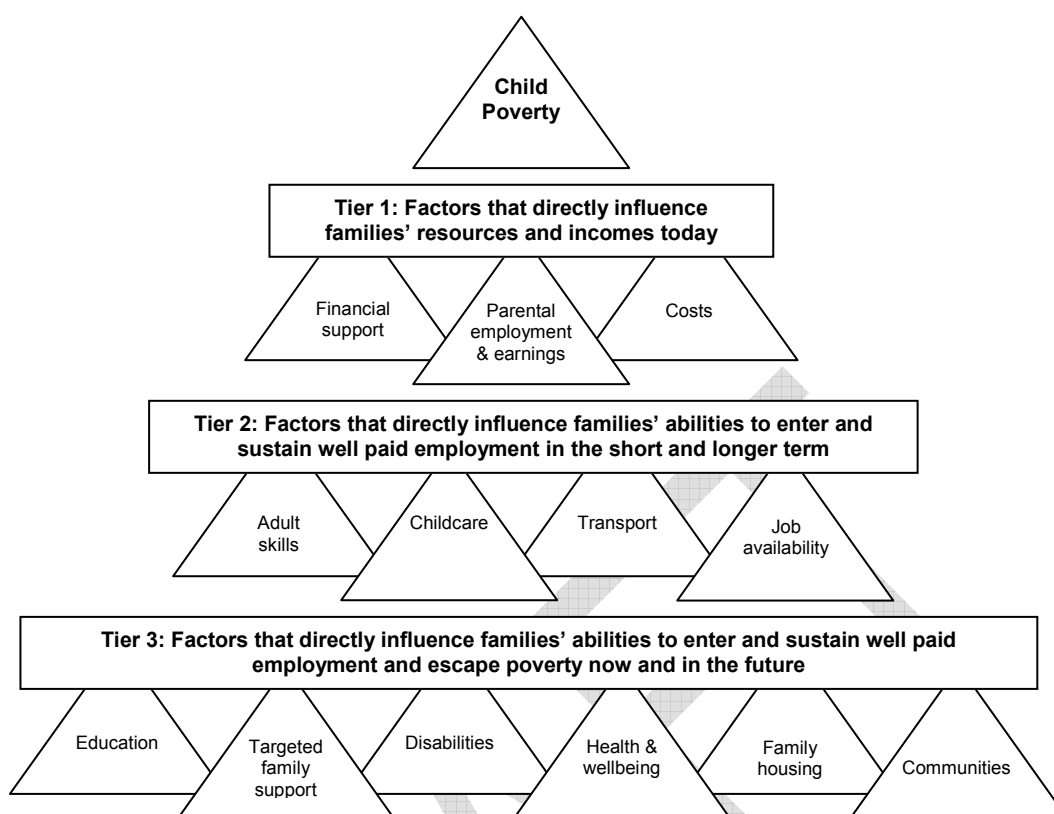 Child
Poverty
Tier 1: Factors that directly influence
families’ resources and incomes today
Financial
support
Parental
employment
& earnings
Costs
Tier 2: Factors that directly influence families’ abilities to enter and
sustain well paid employment in the short and longer term
Adult
skills
Childcare
Transport
Job
availability
Tier 3: Factors that directly influence families’ abilities to enter and sustain well paid
employment and escape poverty now and in the future
Education
Targeted
family
support
Disabilities
Health &
wellbeing
Family
housing
Communities